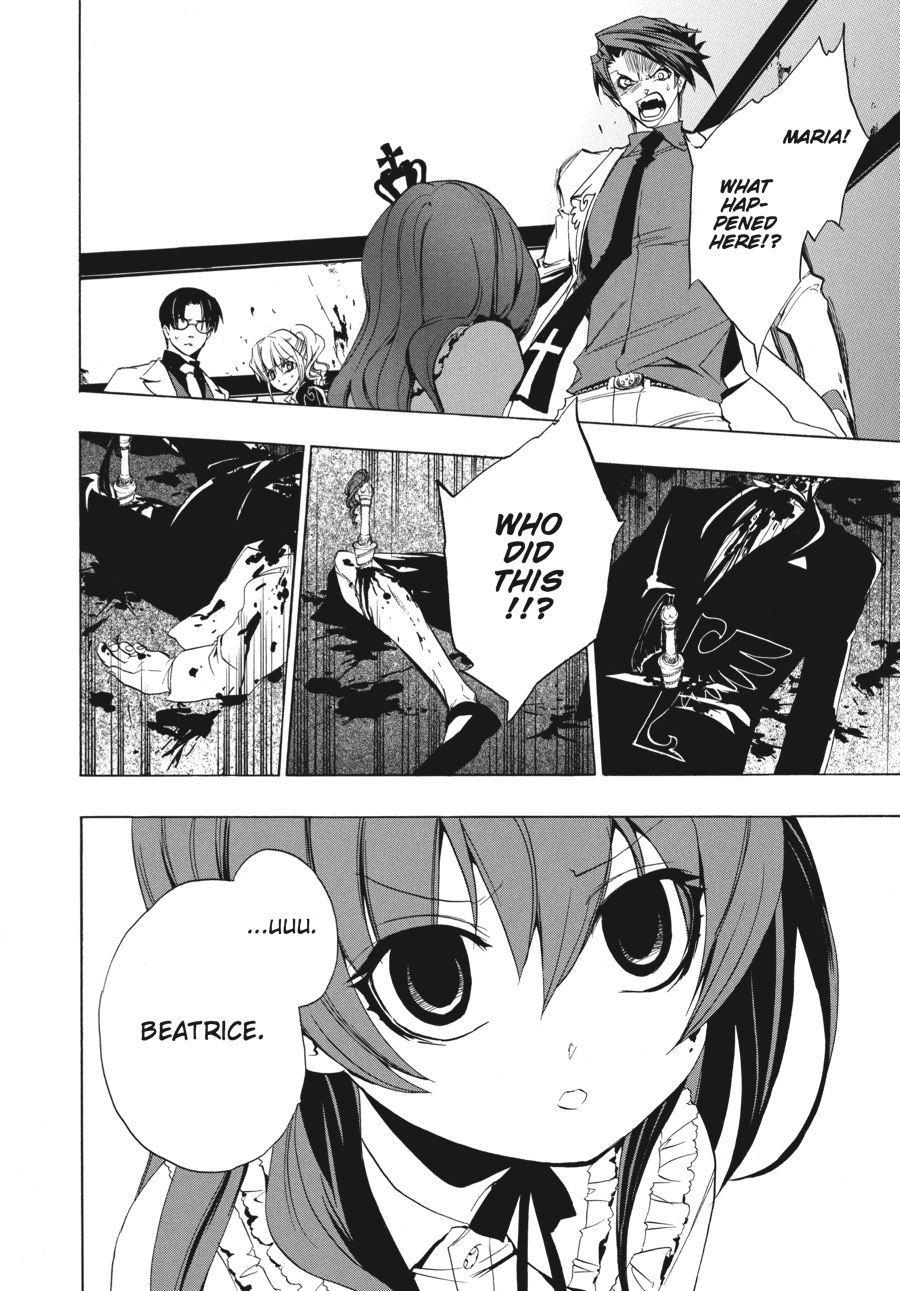 MARIA!
WHAT
HAP-
PENED
HERE!?
WHO
DID
THIS
!!?
...UUU.
BEATRICE.